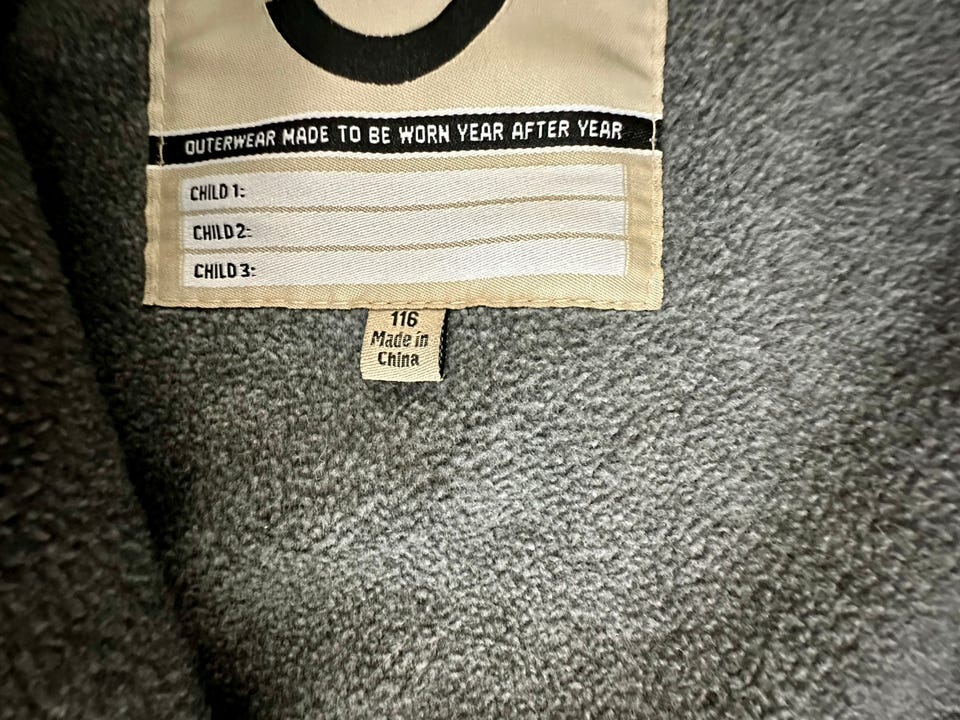 OUTERWEAR MADE TO BE WORN YEAR AFTER YEAR
CHILD 1:
CHILD 2:
CHILD 3:
116
Made in
China